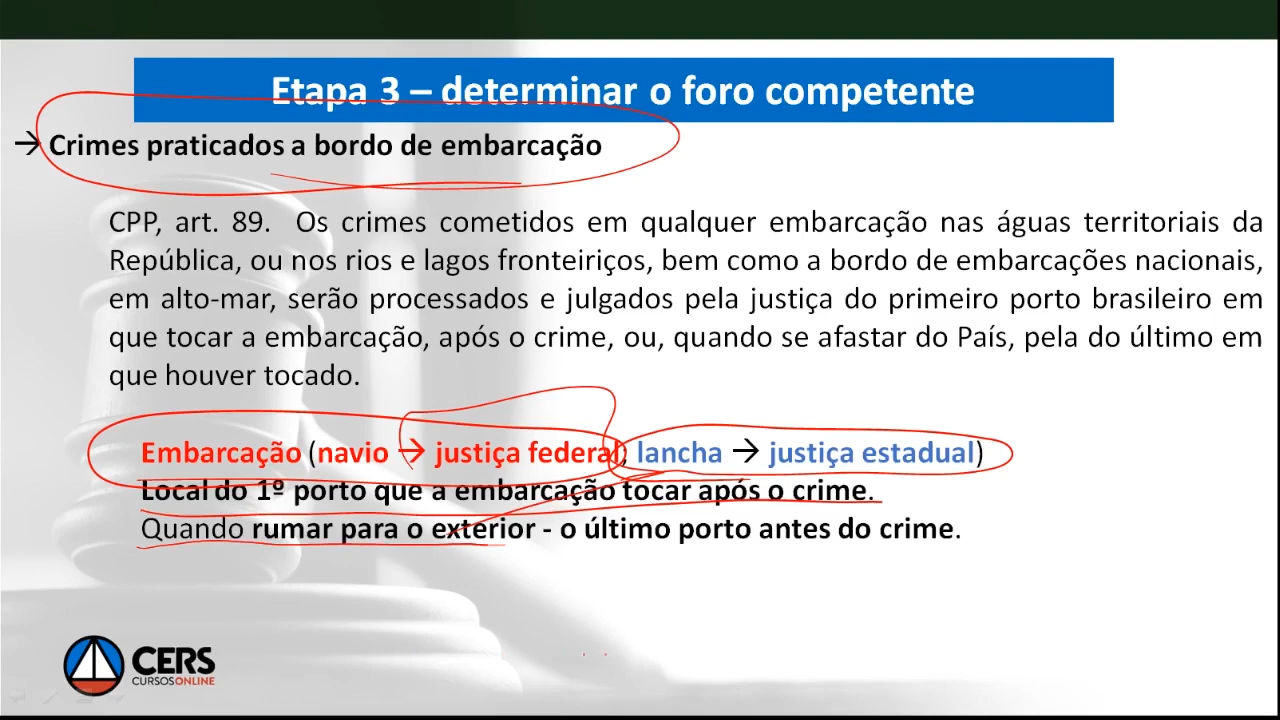 Etapa 3 – determinar o foro competente
→ Crimes praticados a bordo de embarcação
CPP, art. 89. Os crimes cometidos em qualquer embarcação nas águas territoriais da
República, ou nos rios e lagos fronteiriços, bem como a bordo de embarcações nacionais,
em alto-mar, serão processados e julgados pela justiça do primeiro porto brasileiro em
que tocar a embarcação, após o crime, ou, quando se afastar do País, pela do último em
que houver tocado.
Embarcação (navio → justiça federal, lancha → justiça estadual)
Local do 1º porto que a embarcação tocar após o crime.
Quando rumar para o exterior - o último porto antes do crime.
CERS
CURSOS ONLINE